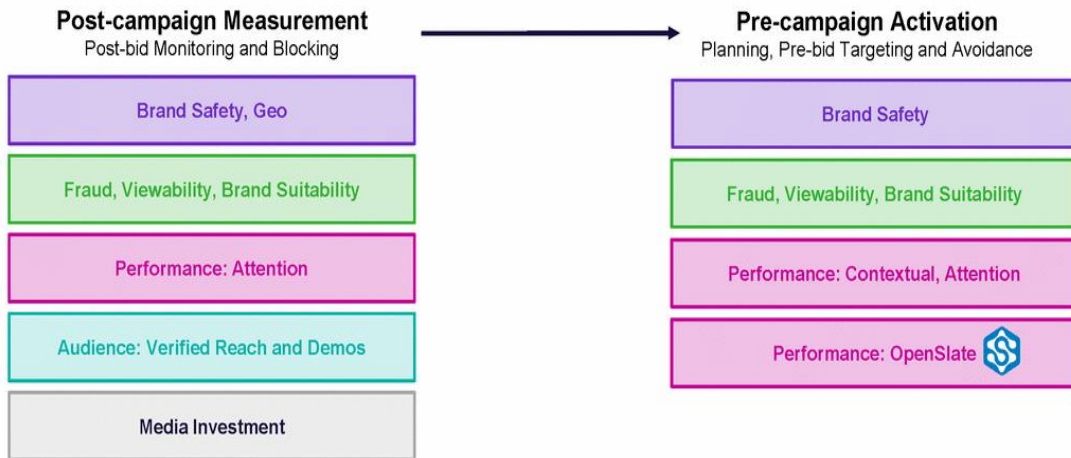 Post-campaign Measurement
Post-bid Monitoring and Blocking
Brand Safety, Geo
Fraud, Viewability, Brand Suitability
Performance: Attention
Audience: Verified Reach and Demos
Media Investment
Pre-campaign Activation
Planning, Pre-bid Targeting and Avoidance
Brand Safety
Fraud, Viewability, Brand Suitability
Performance: Contextual, Attention
Performance: OpenSlate